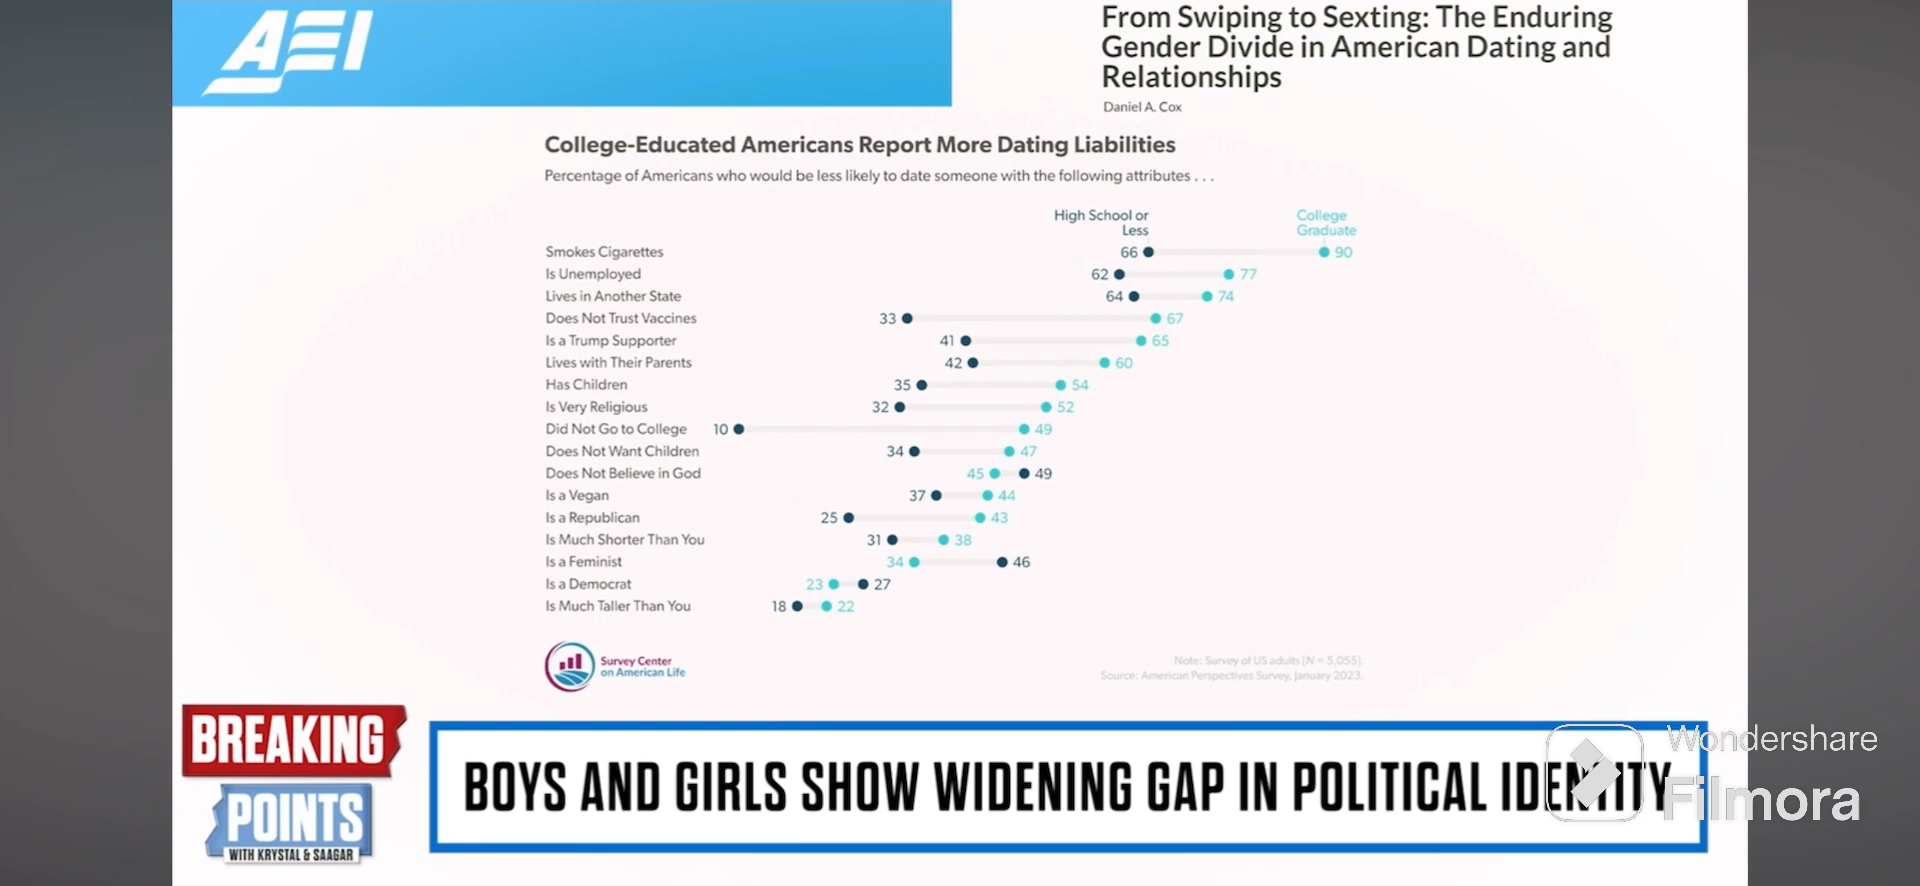 AEI
From Swiping to Sexting: The Enduring
Gender Divide in American Dating and
Relationships
Daniel A. Cox
College-Educated Americans Report More Dating Liabilities
Percentage of Americans who would be less likely to date someone with the following attributes . . .
High School or
Less
College
Graduate
Smokes Cigarettes 66 90
Is Unemployed 62 77
Lives in Another State 64 74
Does Not Trust Vaccines 33 67
Is a Trump Supporter 41 65
Lives with Their Parents 42 60
Has Children 35 54
Is Very Religious 32 52
Did Not Go to College 10 49
Does Not Want Children 34 47
Does Not Believe in God 45 49
Is a Vegan 37 44
Is a Republican 25 43
Is Much Shorter Than You 31 38
Is a Feminist 34 46
Is a Democrat 23 27
Is Much Taller Than You 18 22
Survey Center
on American Life
Note: Survey of US adults [N = 5,055].
Source: American Perspectives Survey, January 2023.
BREAKING
POINTS
WITH KRYSTAL & SAAGAR
BOYS AND GIRLS SHOW WIDENING GAP IN POLITICAL IDENTITY
Wondershare
Filmora